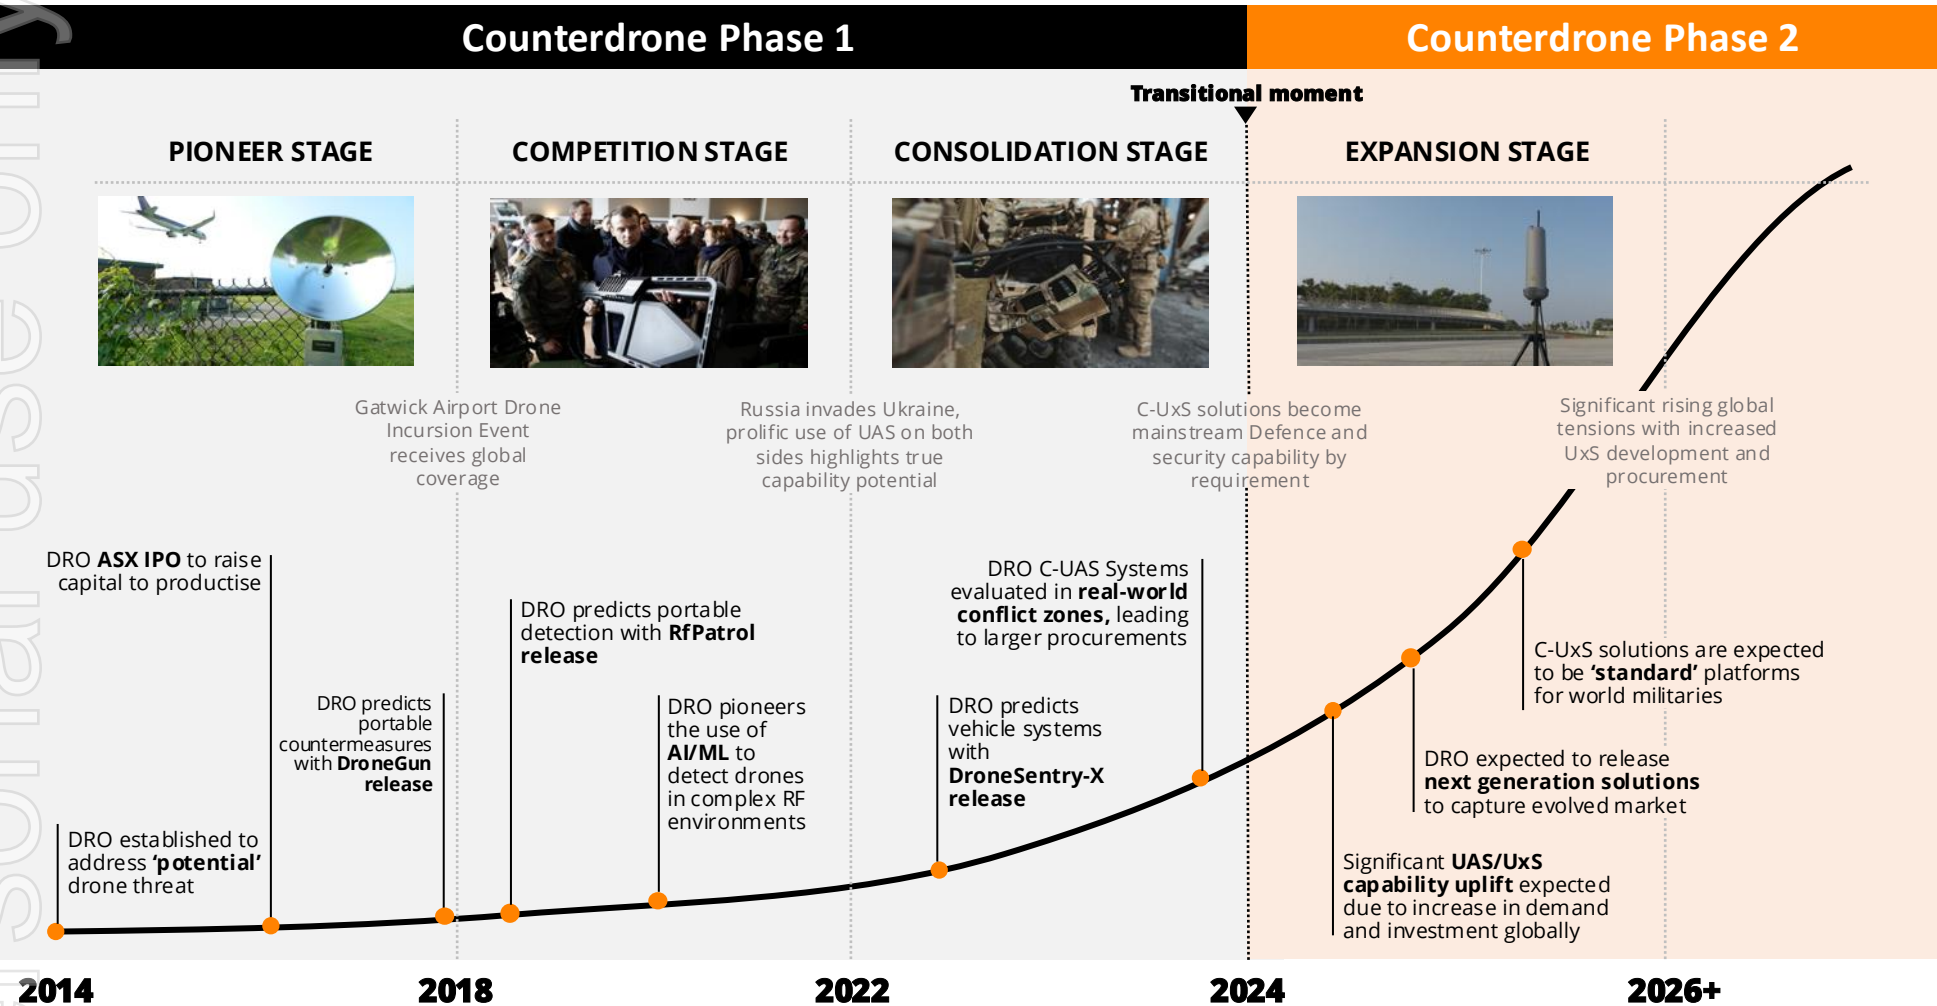 Counterdrone Phase 1
Counterdrone Phase 2
Transitional moment
PIONEER STAGE
COMPETITION STAGE
CONSOLIDATION STAGE
EXPANSION STAGE
Gatwick Airport Drone
Incursion Event
receives global
coverage
Russia invades Ukraine,
prolific use of UAS on both
sides highlights true
capability potential
C-UxS solutions become
mainstream Defence and
security capability by
requirement
Significant rising global
tensions with increased
UxS development and
procurement
DRO established to
address ‘potential’
drone threat
DRO ASX IPO to raise
capital to productise
DRO predicts
portable
countermeasures
with DroneGun
release
DRO predicts portable
detection with RfPatrol
release
DRO pioneers
the use of
AI/ML to
detect drones
in complex RF
environments
DRO predicts
vehicle systems
with
DroneSentry-X
release
DRO C-UAS Systems
evaluated in real-world
conflict zones, leading
to larger procurements
Significant UAS/UxS
capability uplift expected
due to increase in demand
and investment globally
DRO expected to release
next generation solutions
to capture evolved market
C-UxS solutions are expected
to be ‘standard’ platforms
for world militaries
2014
2018
2022
2024
2026+
use only